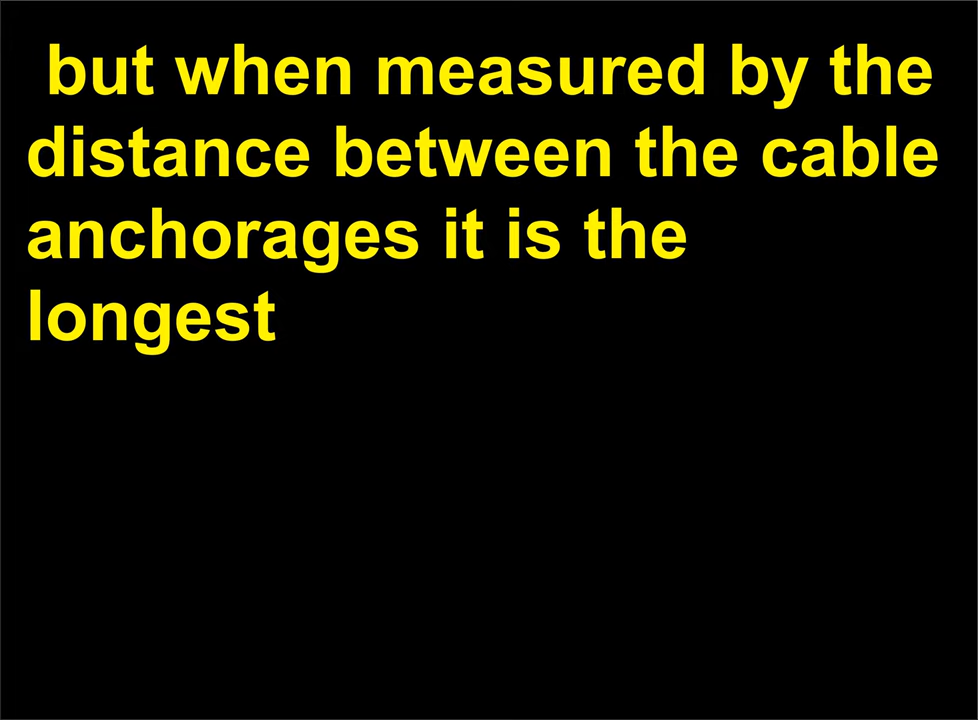 but when measured by the
distance between the cable
anchorages it is the
longest